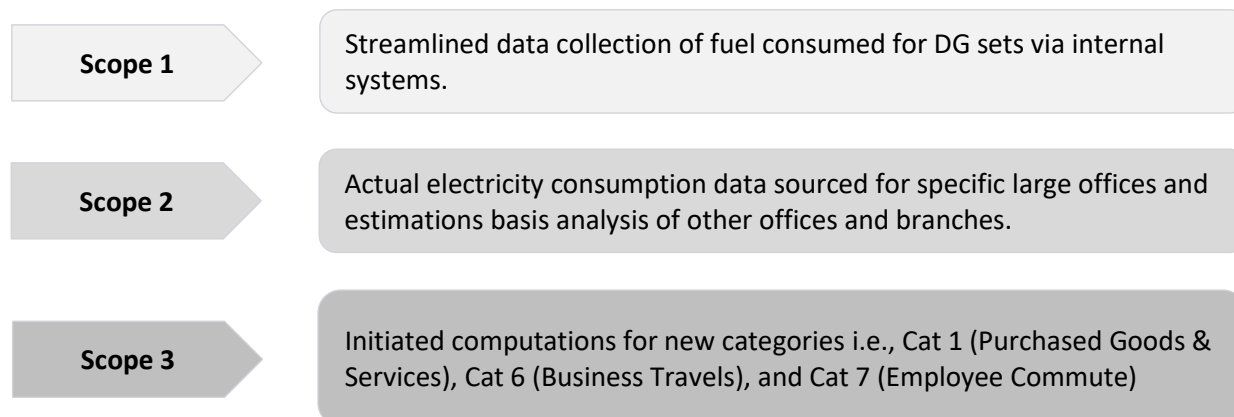 Scope 1
Streamlined data collection of fuel consumed for DG sets via internal
systems.
Scope 2
Actual electricity consumption data sourced for specific large offices and
estimations basis analysis of other offices and branches.
Scope 3
Initiated computations for new categories i.e., Cat 1 (Purchased Goods &
Services), Cat 6 (Business Travels), and Cat 7 (Employee Commute)